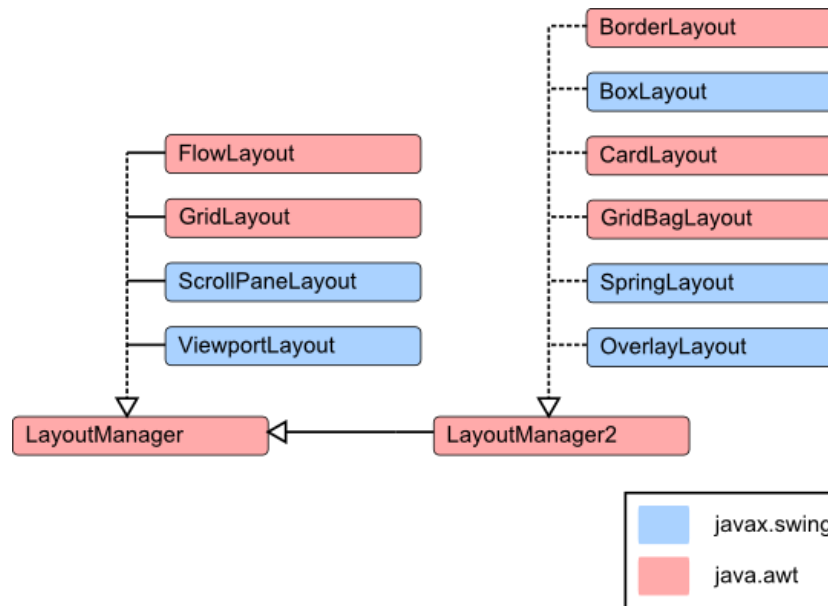 BorderLayout
BoxLayout
FlowLayout
CardLayout
GridLayout
GridBagLayout
ScrollPaneLayout
SpringLayout
ViewportLayout
OverlayLayout
LayoutManager
LayoutManager2
javax.swing
java.awt